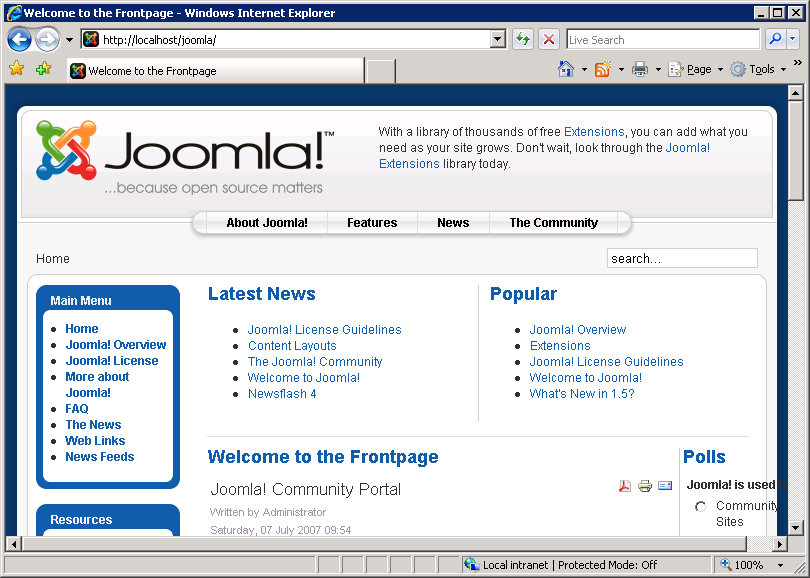 Welcome to the Frontpage - Windows Internet Explorer
http://localhost/joomla/
Live Search
Welcome to the Frontpage
Page
Tools
Joomla!™
...because open source matters
With a library of thousands of free Extensions, you can add what you
need as your site grows. Don't wait, look through the Joomla!
Extensions library today.
About Joomla! Features News The Community
Home
search...
Main Menu
Home
Joomla! Overview
Joomla! License
More about
Joomla!
FAQ
The News
Web Links
News Feeds
Resources
Latest News
Joomla! License Guidelines
Content Layouts
The Joomla! Community
Welcome to Joomla!
Newsflash 4
Popular
Joomla! Overview
Extensions
Joomla! License Guidelines
Welcome to Joomla!
What's New in 1.5?
Welcome to the Frontpage
Joomla! Community Portal
Written by Administrator
Saturday, 07 July 2007 09:54
Polls
Joomla! is used
Community
Sites
Local intranet | Protected Mode: Off
100%